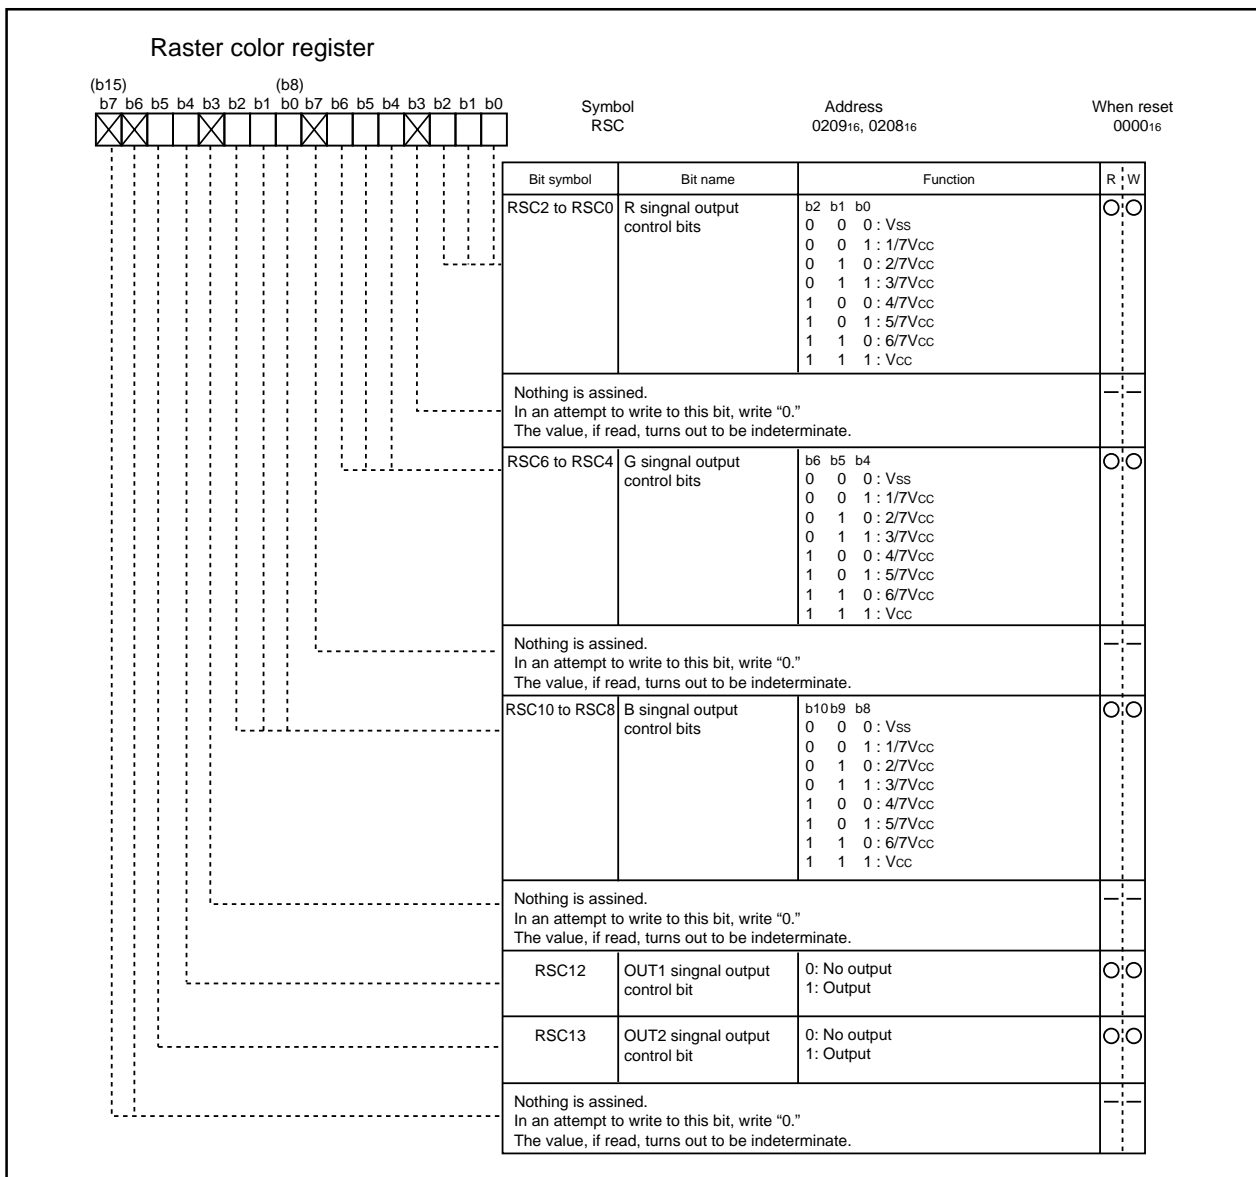 Raster color register
(b15) (b8)
b7 b6 b5 b4 b3 b2 b1 b0 b7 b6 b5 b4 b3 b2 b1 b0
Symbol Address When reset
RSC 020916, 020816 000016
Bit symbol Bit name Function R W
RSC2 to RSC0 R singnal output control bits
b2 b1 b0
0 0 0 : Vss
0 0 1 : 1/7Vcc
0 1 0 : 2/7Vcc
0 1 1 : 3/7Vcc
1 0 0 : 4/7Vcc
1 0 1 : 5/7Vcc
1 1 0 : 6/7Vcc
1 1 1 : Vcc
Nothing is assined.
In an attempt to write to this bit, write “0.”
The value, if read, turns out to be indeterminate.
RSC6 to RSC4 G singnal output control bits
b6 b5 b4
0 0 0 : Vss
0 0 1 : 1/7Vcc
0 1 0 : 2/7Vcc
0 1 1 : 3/7Vcc
1 0 0 : 4/7Vcc
1 0 1 : 5/7Vcc
1 1 0 : 6/7Vcc
1 1 1 : Vcc
Nothing is assined.
In an attempt to write to this bit, write “0.”
The value, if read, turns out to be indeterminate.
RSC10 to RSC8 B singnal output control bits
b10 b9 b8
0 0 0 : Vss
0 0 1 : 1/7Vcc
0 1 0 : 2/7Vcc
0 1 1 : 3/7Vcc
1 0 0 : 4/7Vcc
1 0 1 : 5/7Vcc
1 1 0 : 6/7Vcc
1 1 1 : Vcc
Nothing is assined.
In an attempt to write to this bit, write “0.”
The value, if read, turns out to be indeterminate.
RSC12 OUT1 singnal output control bit
0: No output
1: Output
RSC13 OUT2 singnal output control bit
0: No output
1: Output
Nothing is assined.
In an attempt to write to this bit, write “0.”
The value, if read, turns out to be indeterminate.